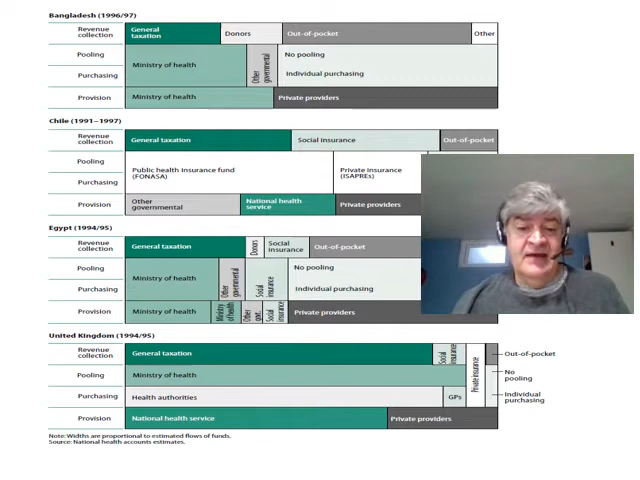 Bangladesh (1996/97)
Revenue collection
General taxation
Donors
Out-of-pocket
Other
Pooling
Purchasing
Ministry of health
Other governmental
No pooling
Individual purchasing
Provision
Ministry of health
Private providers
Chile (1991–1997)
Revenue collection
General taxation
Social insurance
Out-of-pocket
Pooling
Purchasing
Public health insurance fund (FONASA)
Private insurance (ISAPREs)
Provision
Other governmental
National health service
Private providers
Egypt (1994/95)
Revenue collection
General taxation
Donors
Social insurance
Out-of-pocket
Pooling
Purchasing
Ministry of health
Other governmental
Social insurance
No pooling
Individual purchasing
Provision
Ministry of health
Ministry of health
Other govt.
Social insurance
Private providers
United Kingdom (1994/95)
Revenue collection
General taxation
Social insurance
Private insurance
Out-of-pocket
Pooling
Ministry of health
No pooling
Purchasing
Health authorities
GPs
Individual purchasing
Provision
National health service
Private providers
Note: Widths are proportional to estimated flows of funds.
Source: National health accounts estimates.